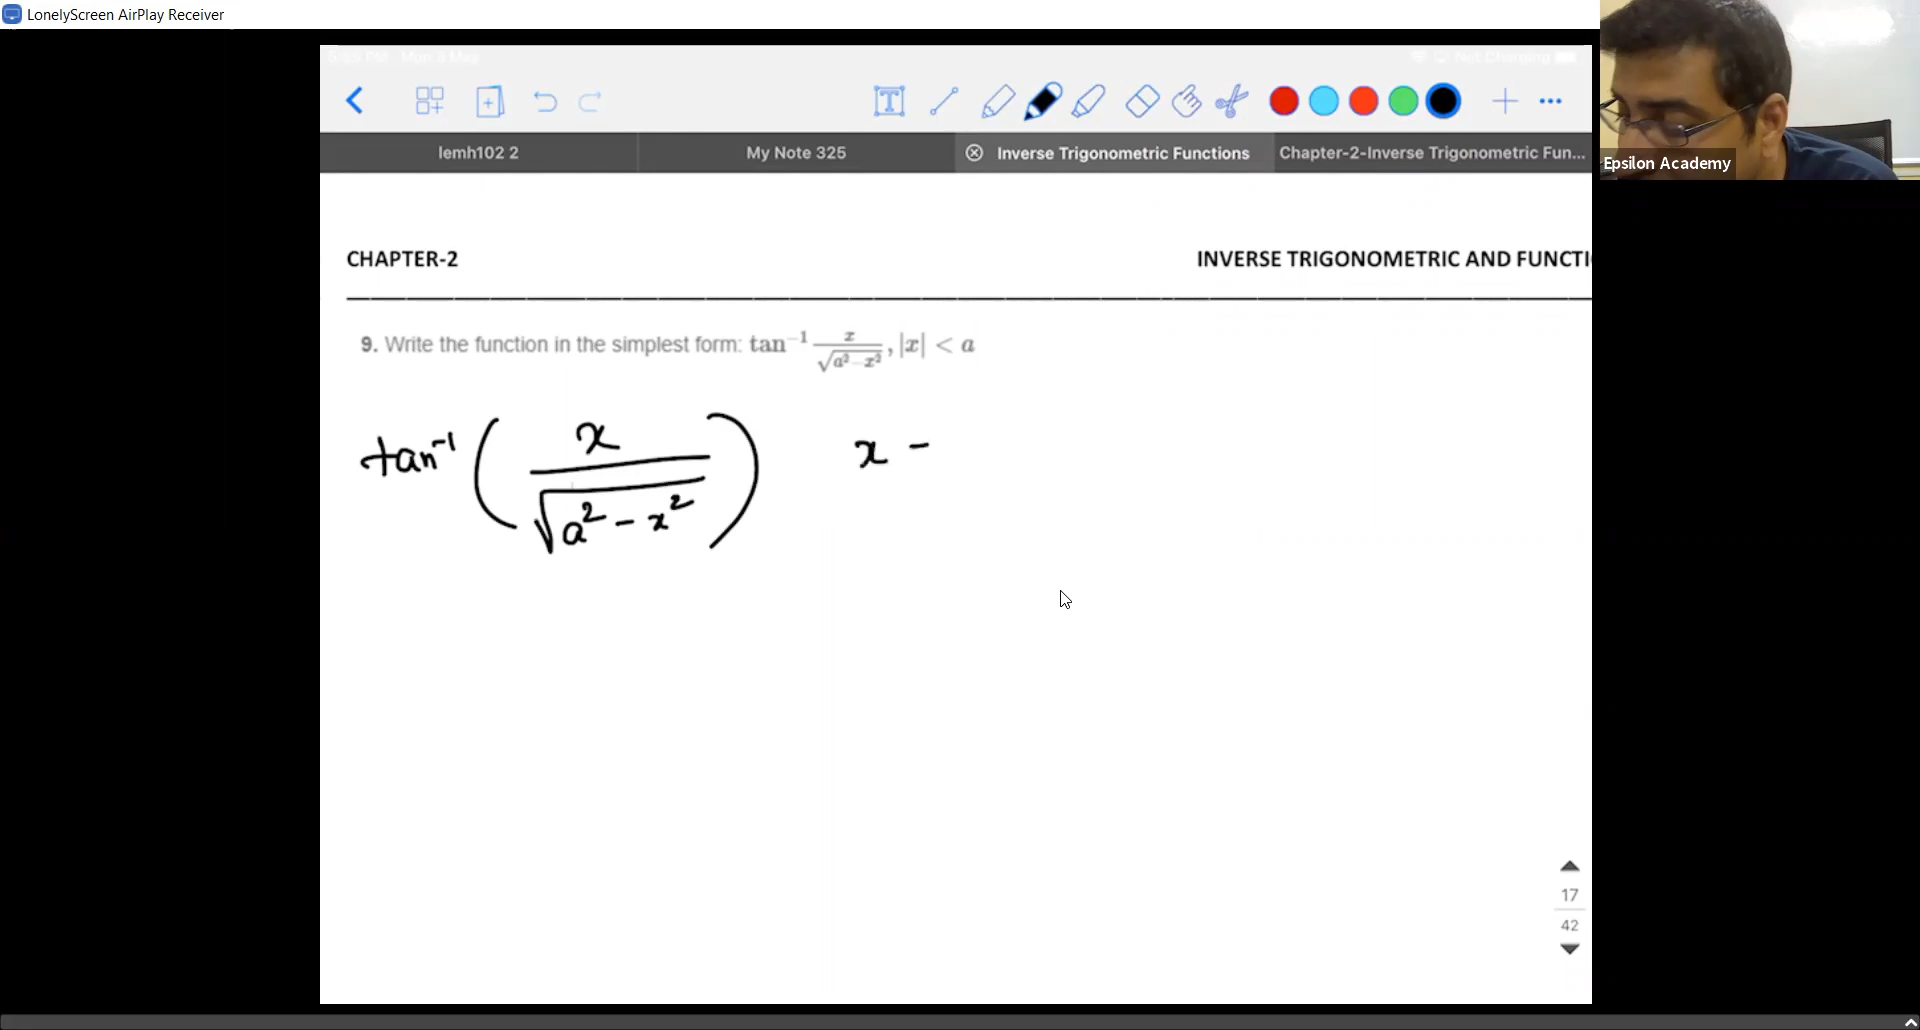 LonelyScreen AirPlay Receiver
lemh102 2
My Note 325
Inverse Trigonometric Functions
Chapter-2-Inverse Trigonometric Fun...
Epsilon Academy
CHAPTER-2
INVERSE TRIGONOMETRIC AND FUNCTI
9. Write the function in the simplest form: tan⁻¹ x/√(a²−x²), |x| < a
tan⁻¹ ( x / √(a² − x²) ) x −
17
42